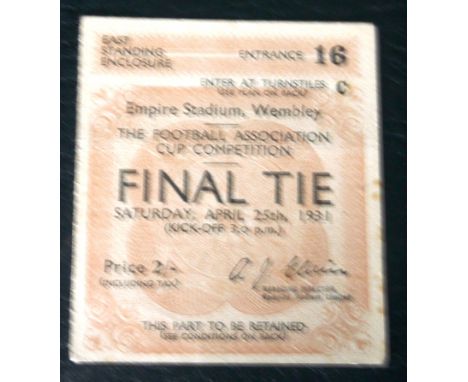 EAST
STANDING
ENCLOSURE
ENTRANCE 16
ENTER AT TURNSTILES C
(SEE PLAN ON BACK)
Empire Stadium, Wembley
THE FOOTBALL ASSOCIATION
CUP COMPETITION
FINAL TIE
SATURDAY, APRIL 25th, 1931
(KICK-OFF 3.0 p.m.)
Price 2/-
(INCLUDING TAX)
MANAGING DIRECTOR,
THIS PART TO BE RETAINED
(SEE CONDITIONS ON BACK)